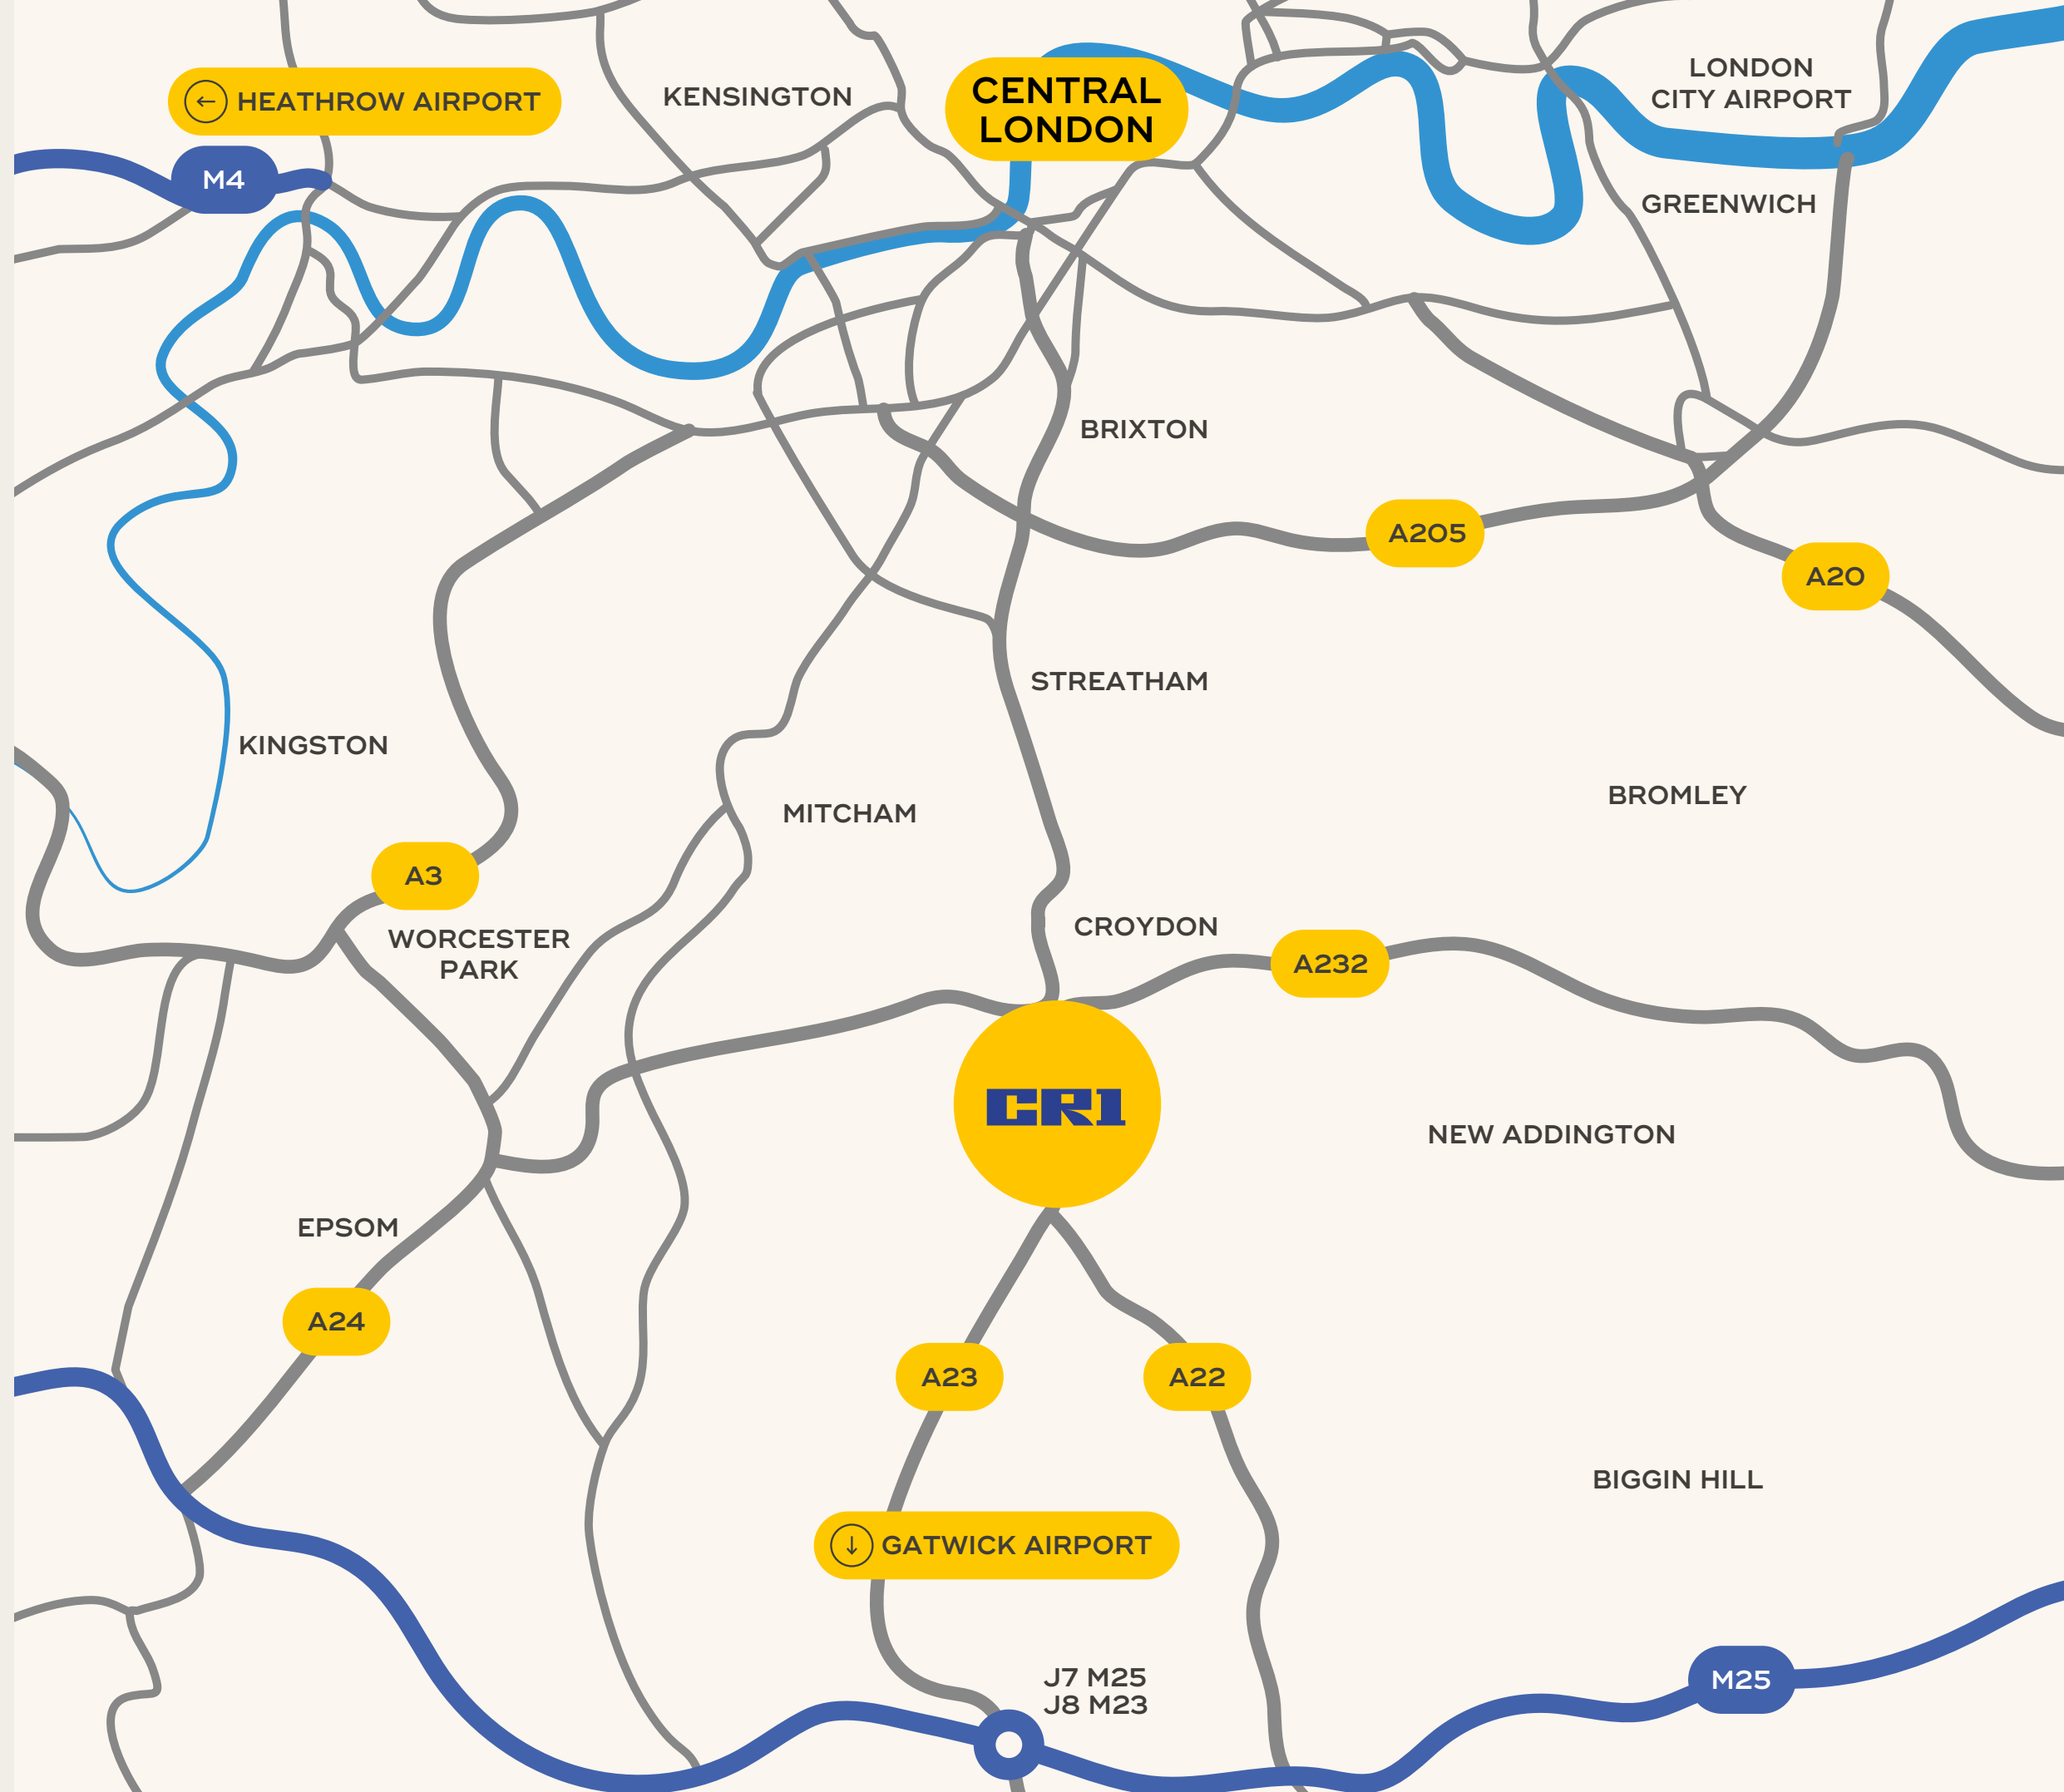 KENSINGTON
CENTRAL
LONDON
LONDON
CITY AIRPORT
← HEATHROW AIRPORT
M4
GREENWICH
BRIXTON
A205
A20
STREATHAM
KINGSTON
MITCHAM
BROMLEY
A3
WORCESTER
PARK
CROYDON
A232
CR1
NEW ADDINGTON
EPSOM
A24
A23
A22
BIGGIN HILL
↓ GATWICK AIRPORT
J7 M25
J8 M23
M25